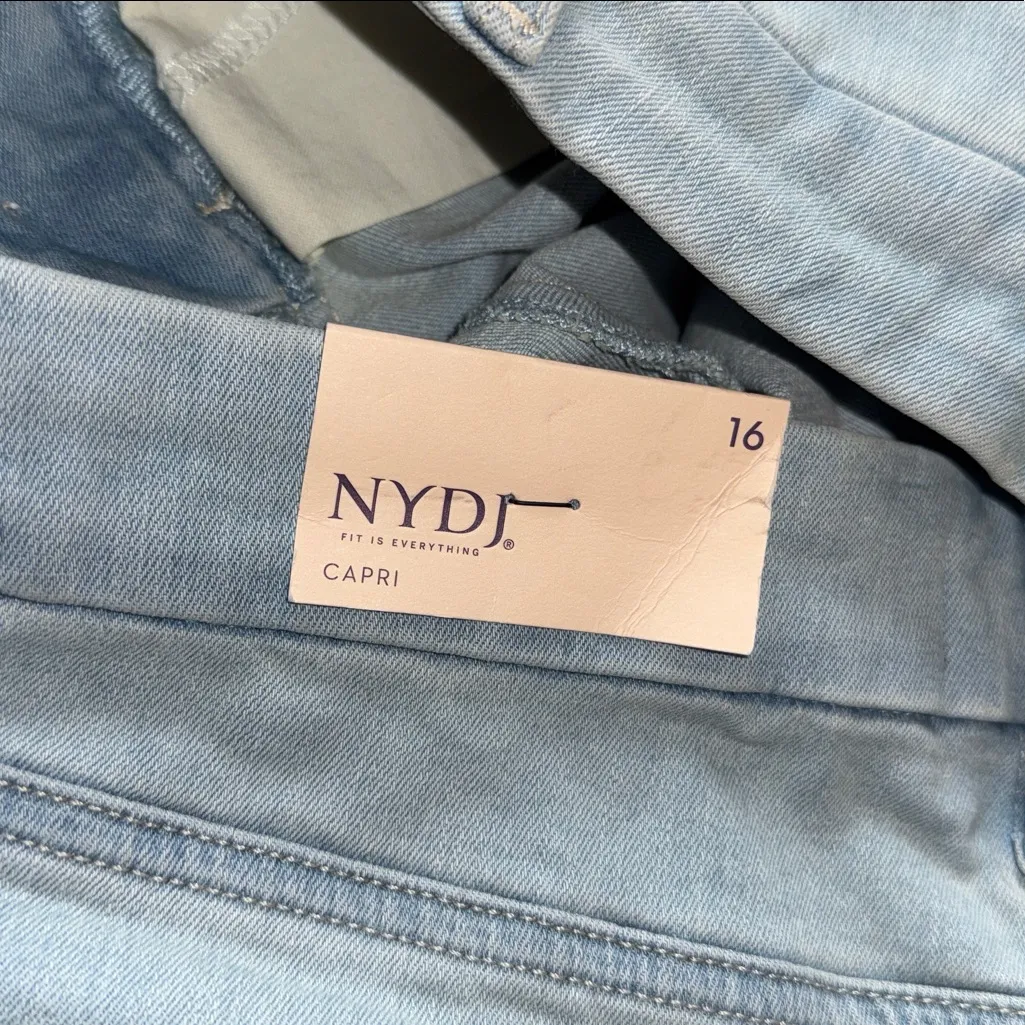 16
NYDJ®
FIT IS EVERYTHING
CAPRI